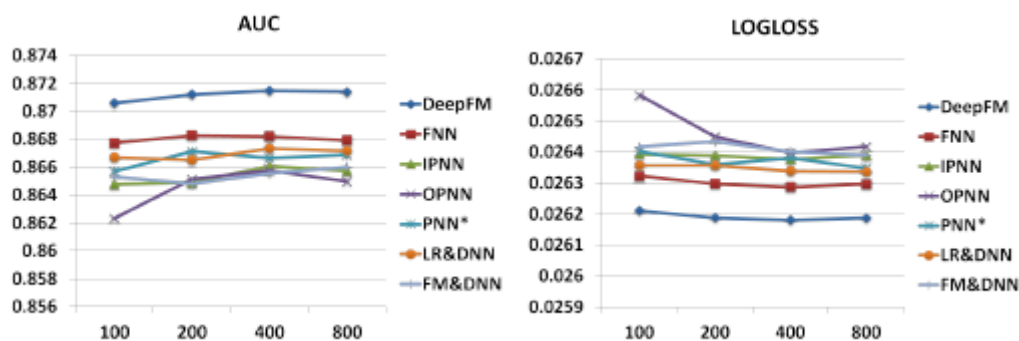 AUC
0.874
0.872
0.87
0.868
0.866
0.864
0.862
0.86
0.858
0.856
100 200 400 800
DeepFM
FNN
IPNN
OPNN
PNN*
LR&DNN
FM&DNN
LOGLOSS
0.0267
0.0266
0.0265
0.0264
0.0263
0.0262
0.0261
0.026
0.0259
100 200 400 800
DeepFM
FNN
IPNN
OPNN
PNN*
LR&DNN
FM&DNN